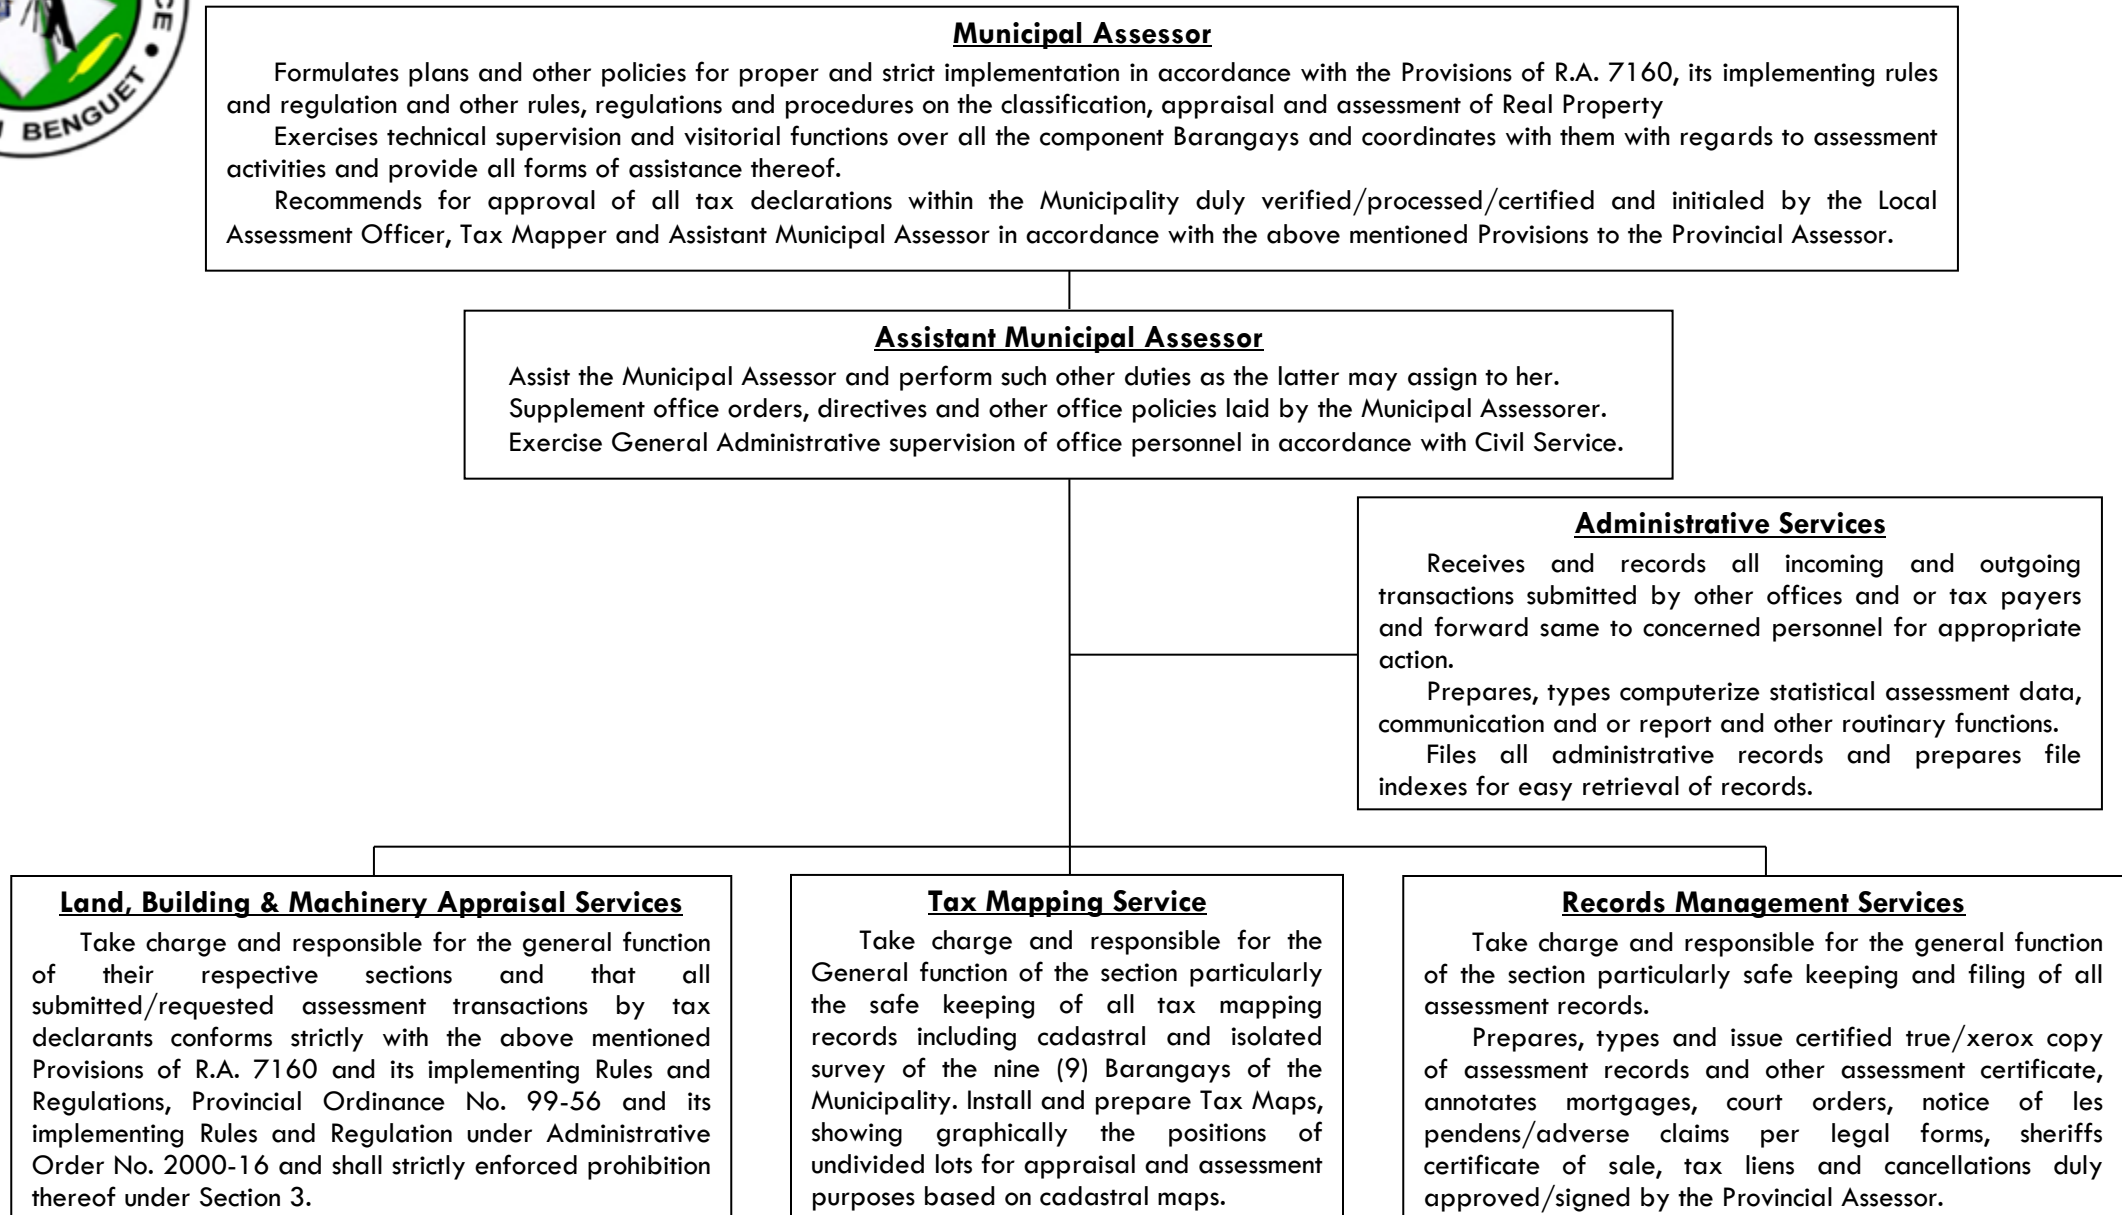 CE • BENGUET
Municipal Assessor
Formulates plans and other policies for proper and strict implementation in accordance with the Provisions of R.A. 7160, its implementing rules
and regulation and other rules, regulations and procedures on the classification, appraisal and assessment of Real Property
Exercises technical supervision and visitorial functions over all the component Barangays and coordinates with them with regards to assessment
activities and provide all forms of assistance thereof.
Recommends for approval of all tax declarations within the Municipality duly verified/processed/certified and initialed by the Local
Assessment Officer, Tax Mapper and Assistant Municipal Assessor in accordance with the above mentioned Provisions to the Provincial Assessor.
Assistant Municipal Assessor
Assist the Municipal Assessor and perform such other duties as the latter may assign to her.
Supplement office orders, directives and other office policies laid by the Municipal Assessorer.
Exercise General Administrative supervision of office personnel in accordance with Civil Service.
Administrative Services
Receives and records all incoming and outgoing
transactions submitted by other offices and or tax payers
and forward same to concerned personnel for appropriate
action.
Prepares, types computerize statistical assessment data,
communication and or report and other routinary functions.
Files all administrative records and prepares file
indexes for easy retrieval of records.
Land, Building & Machinery Appraisal Services
Take charge and responsible for the general function
of their respective sections and that all
submitted/requested assessment transactions by tax
declarants conforms strictly with the above mentioned
Provisions of R.A. 7160 and its implementing Rules and
Regulations, Provincial Ordinance No. 99-56 and its
implementing Rules and Regulation under Administrative
Order No. 2000-16 and shall strictly enforced prohibition
thereof under Section 3.
Tax Mapping Service
Take charge and responsible for the
General function of the section particularly
the safe keeping of all tax mapping
records including cadastral and isolated
survey of the nine (9) Barangays of the
Municipality. Install and prepare Tax Maps,
showing graphically the positions of
undivided lots for appraisal and assessment
purposes based on cadastral maps.
Records Management Services
Take charge and responsible for the general function
of the section particularly safe keeping and filing of all
assessment records.
Prepares, types and issue certified true/xerox copy
of assessment records and other assessment certificate,
annotates mortgages, court orders, notice of les
pendens/adverse claims per legal forms, sheriffs
certificate of sale, tax liens and cancellations duly
approved/signed by the Provincial Assessor.